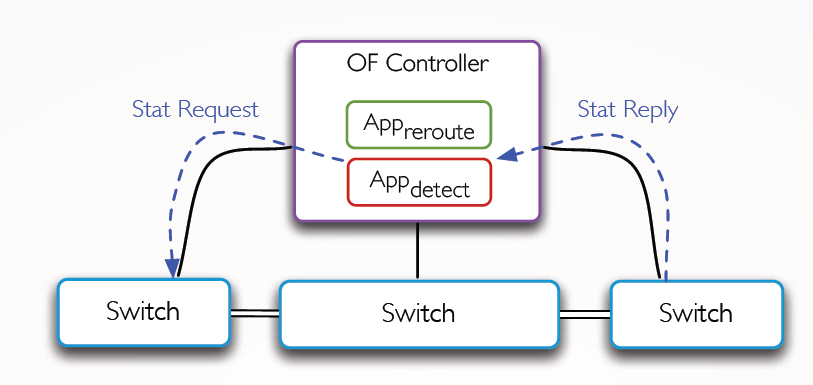 OF Controller
Stat Request
Stat Reply
Appreroute
Appdetect
Switch
Switch
Switch